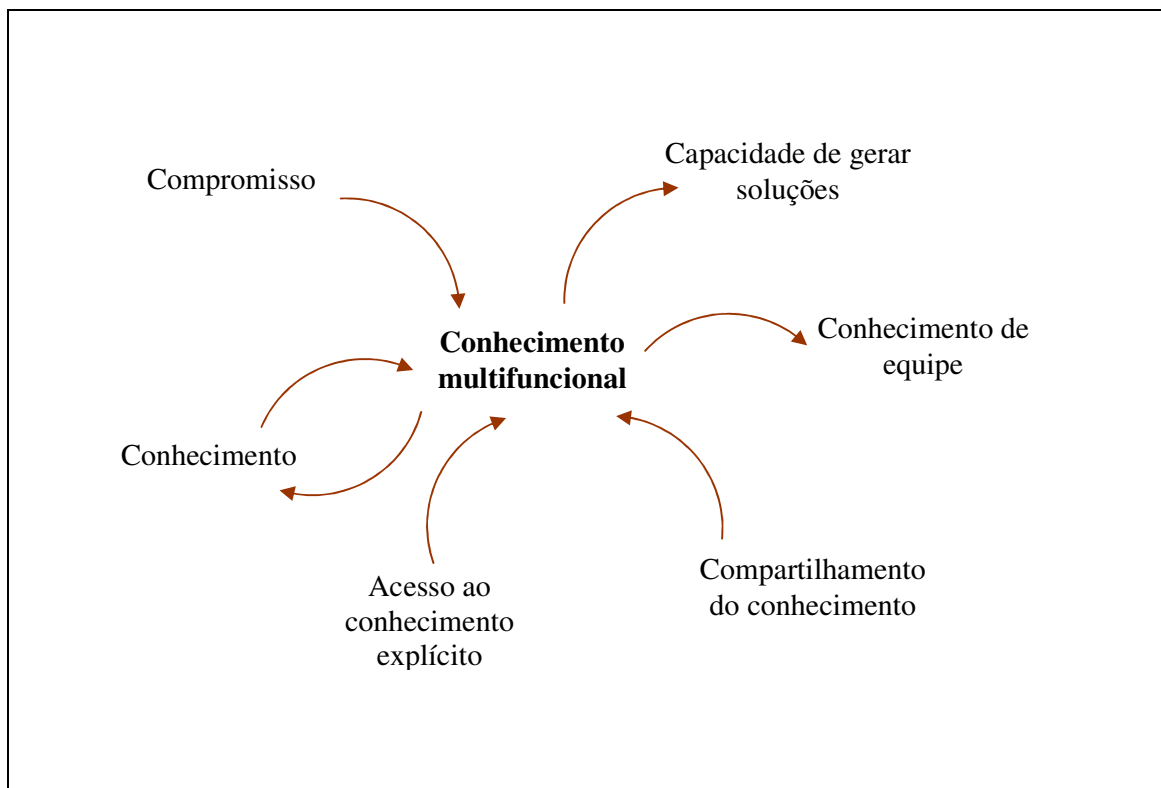 Compromisso
Capacidade de gerar
soluções
Conhecimento
multifuncional
Conhecimento de
equipe
Conhecimento
Acesso ao
conhecimento
explícito
Compartilhamento
do conhecimento